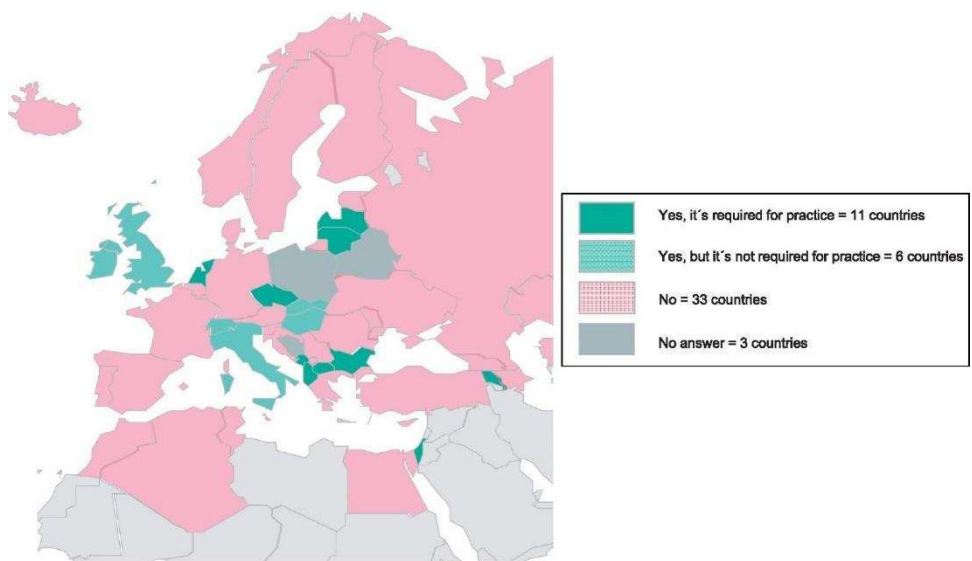 Yes, it´s required for practice = 11 countries
Yes, but it´s not required for practice = 6 countries
No = 33 countries
No answer = 3 countries